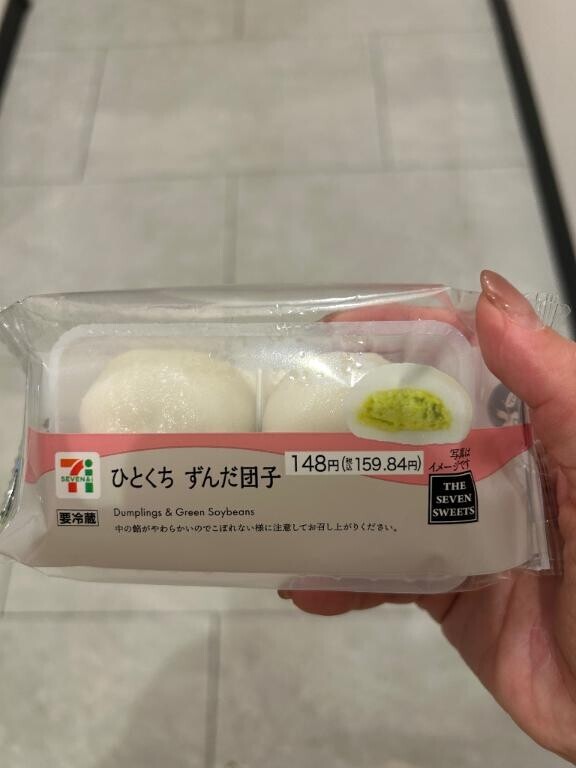 SEVEN & i
ひとくち ずんだ団子
148円(税込159.84円)
写真は
イメージです
THE
SEVEN
SWEETS
要冷蔵
Dumplings & Green Soybeans
中の餡がやわらかいのでこぼれない様に注意してお召し上がりください。